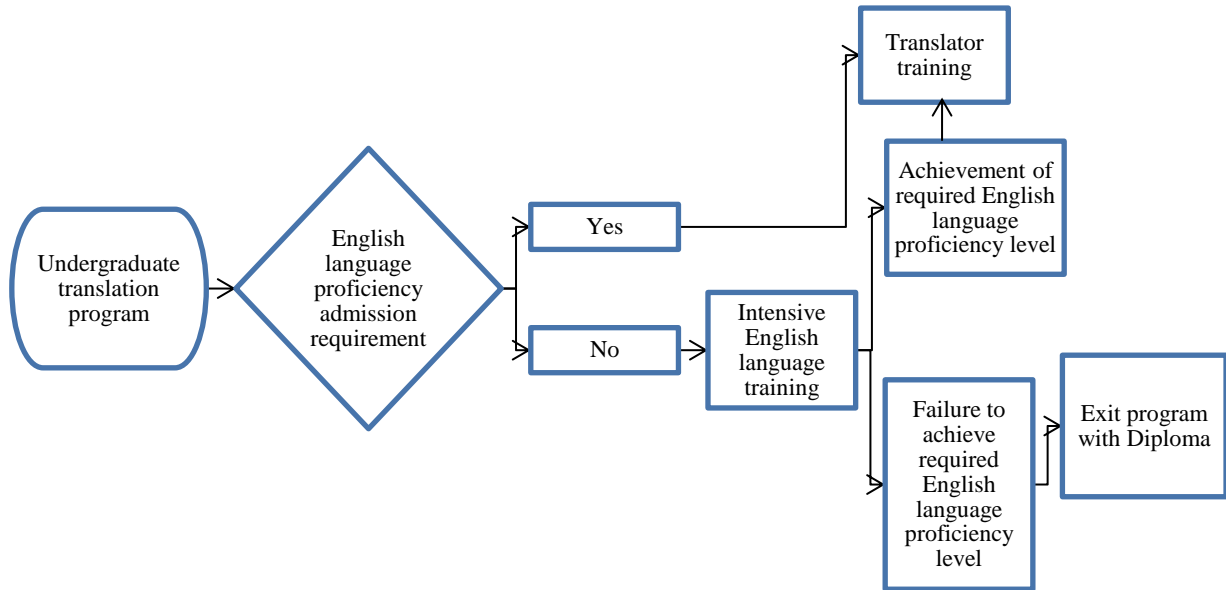 Undergraduate
translation
program
English
language
proficiency
admission
requirement
Yes
No
Intensive
English
language
training
Translator
training
Achievement of
required English
language
proficiency level
Failure to
achieve
required
English
language
proficiency
level
Exit program
with Diploma